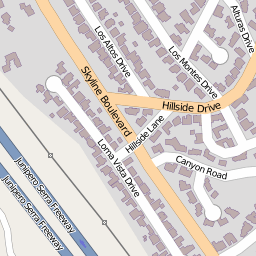 Los Altos Drive
Alturas Drive
Los Montes Drive
Skyline Boulevard
Hillside Drive
Hillside Lane
Canyon Road
Loma Vista Drive
Junipero Serra Freeway
Junipero Serra Freeway